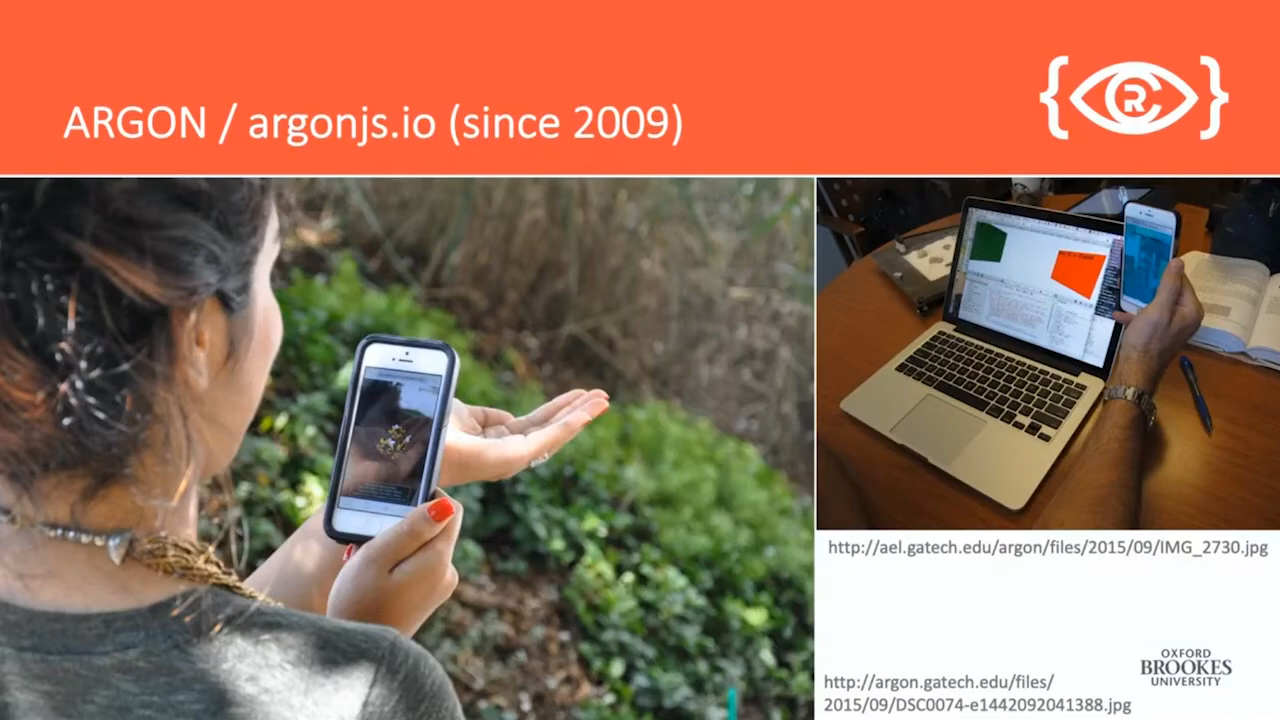 ARGON / argonjs.io (since 2009)
http://ael.gatech.edu/argon/files/2015/09/IMG_2730.jpg
http://argon.gatech.edu/files/
2015/09/DSC0074-e1442092041388.jpg
OXFORD
BROOKES
UNIVERSITY